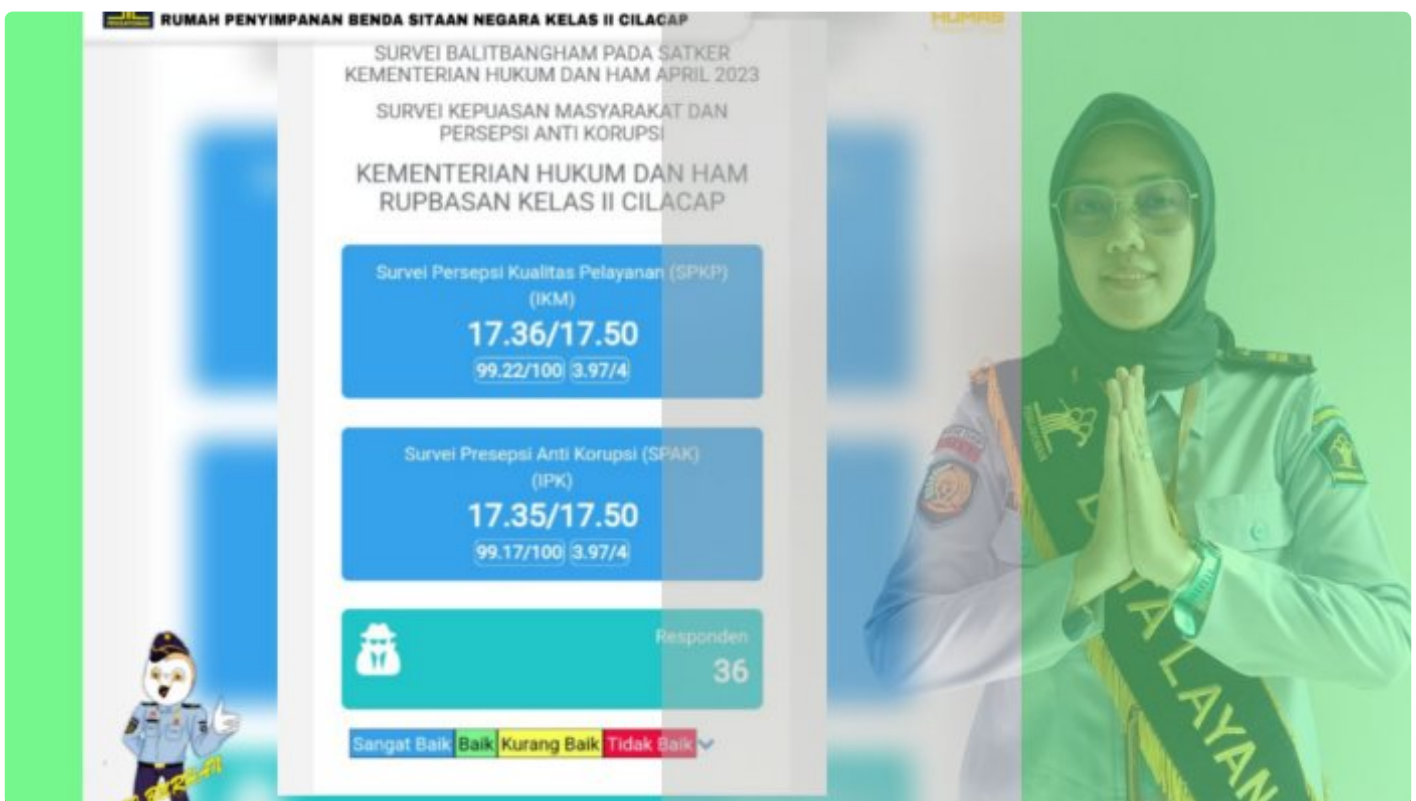 RUMAH PENYIMPANAN BENDA SITAAN NEGARA KELAS II CILACAP
HUMAS
SURVEI BALITBANGHAM PADA SATKER
KEMENTERIAN HUKUM DAN HAM APRIL 2023
SURVEI KEPUASAN MASYARAKAT DAN
PERSEPSI ANTI KORUPSI
KEMENTERIAN HUKUM DAN HAM
RUPBASAN KELAS II CILACAP
Survei Persepsi Kualitas Pelayanan (SPKP)
(IKM)
17.36/17.50
99.22/100 3.97/4
Survei Presepsi Anti Korupsi (SPAK)
(IPK)
17.35/17.50
99.17/100 3.97/4
Responden
36
Sangat Baik Baik Kurang Baik Tidak Baik
LAYAN